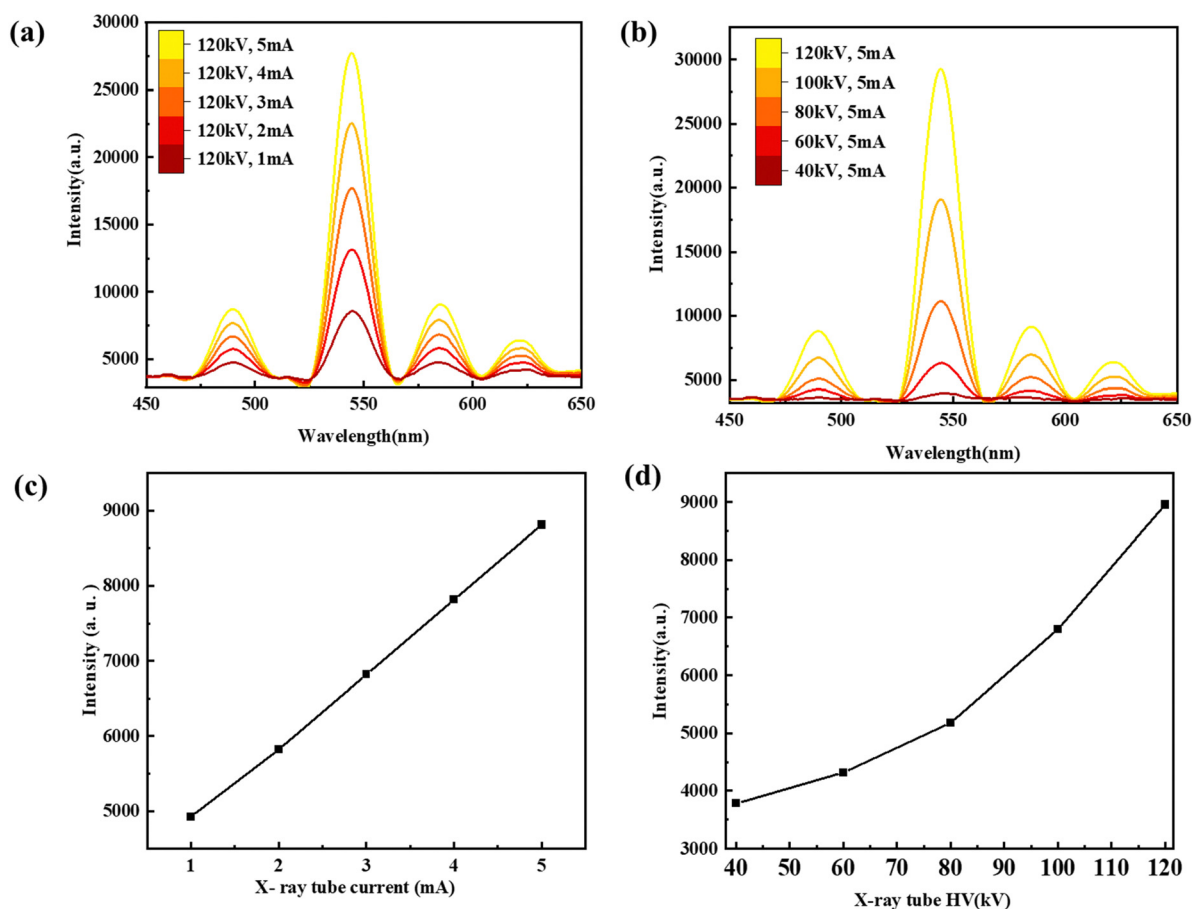 (a)
30000
25000
20000
15000
10000
5000
Intensity(a.u.)
120kV, 5mA
120kV, 4mA
120kV, 3mA
120kV, 2mA
120kV, 1mA
450 500 550 600 650
Wavelength(nm)
(b)
30000
25000
20000
15000
10000
5000
Intensity(a.u.)
120kV, 5mA
100kV, 5mA
80kV, 5mA
60kV, 5mA
40kV, 5mA
450 500 550 600 650
Wavelength(nm)
(c)
9000
8000
7000
6000
5000
Intensity (a. u. )
1 2 3 4 5
X- ray tube current (mA)
(d)
9000
8000
7000
6000
5000
4000
3000
Intensity(a.u.)
40 50 60 70 80 90 100 110 120
X-ray tube HV(kV)